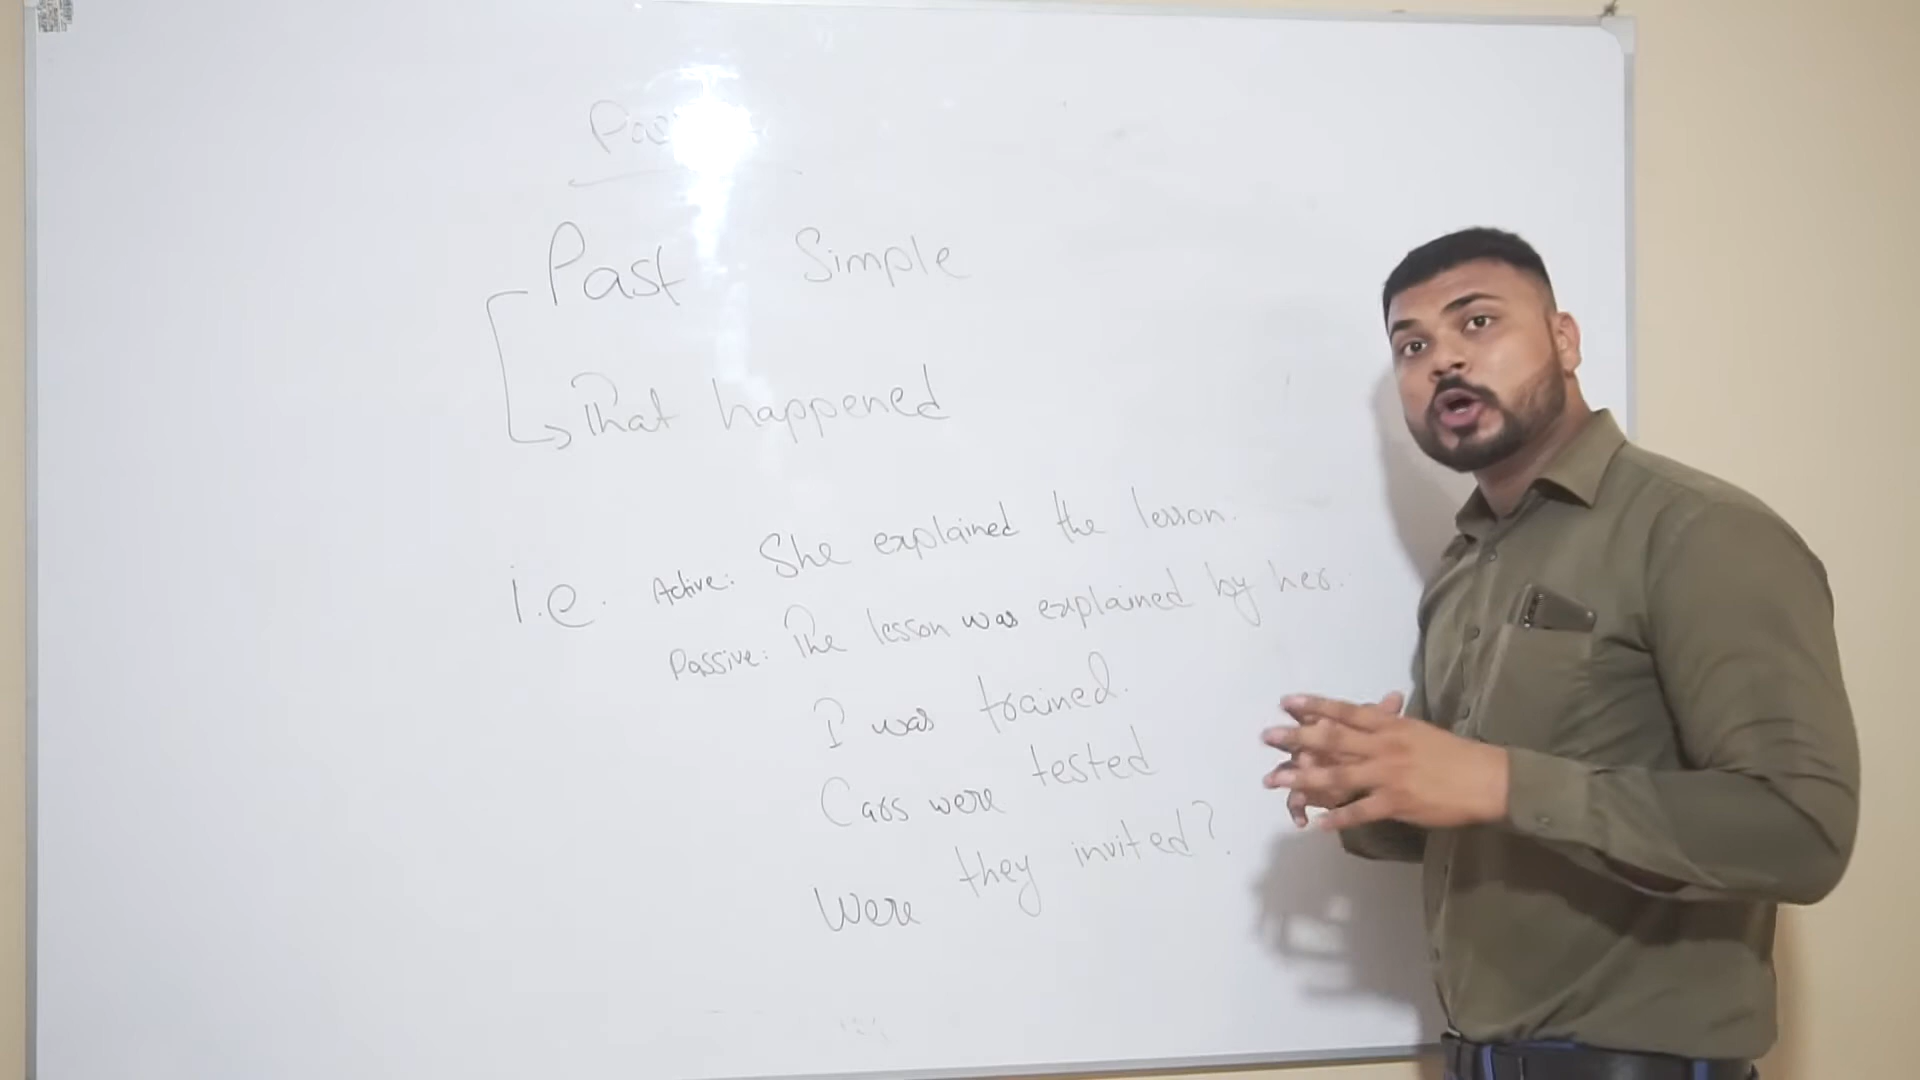 Past Simple
That happened
i.e. Active: She explained the lesson.
Passive: The lesson was explained by her.
I was trained.
Cars were tested
Were they invited?